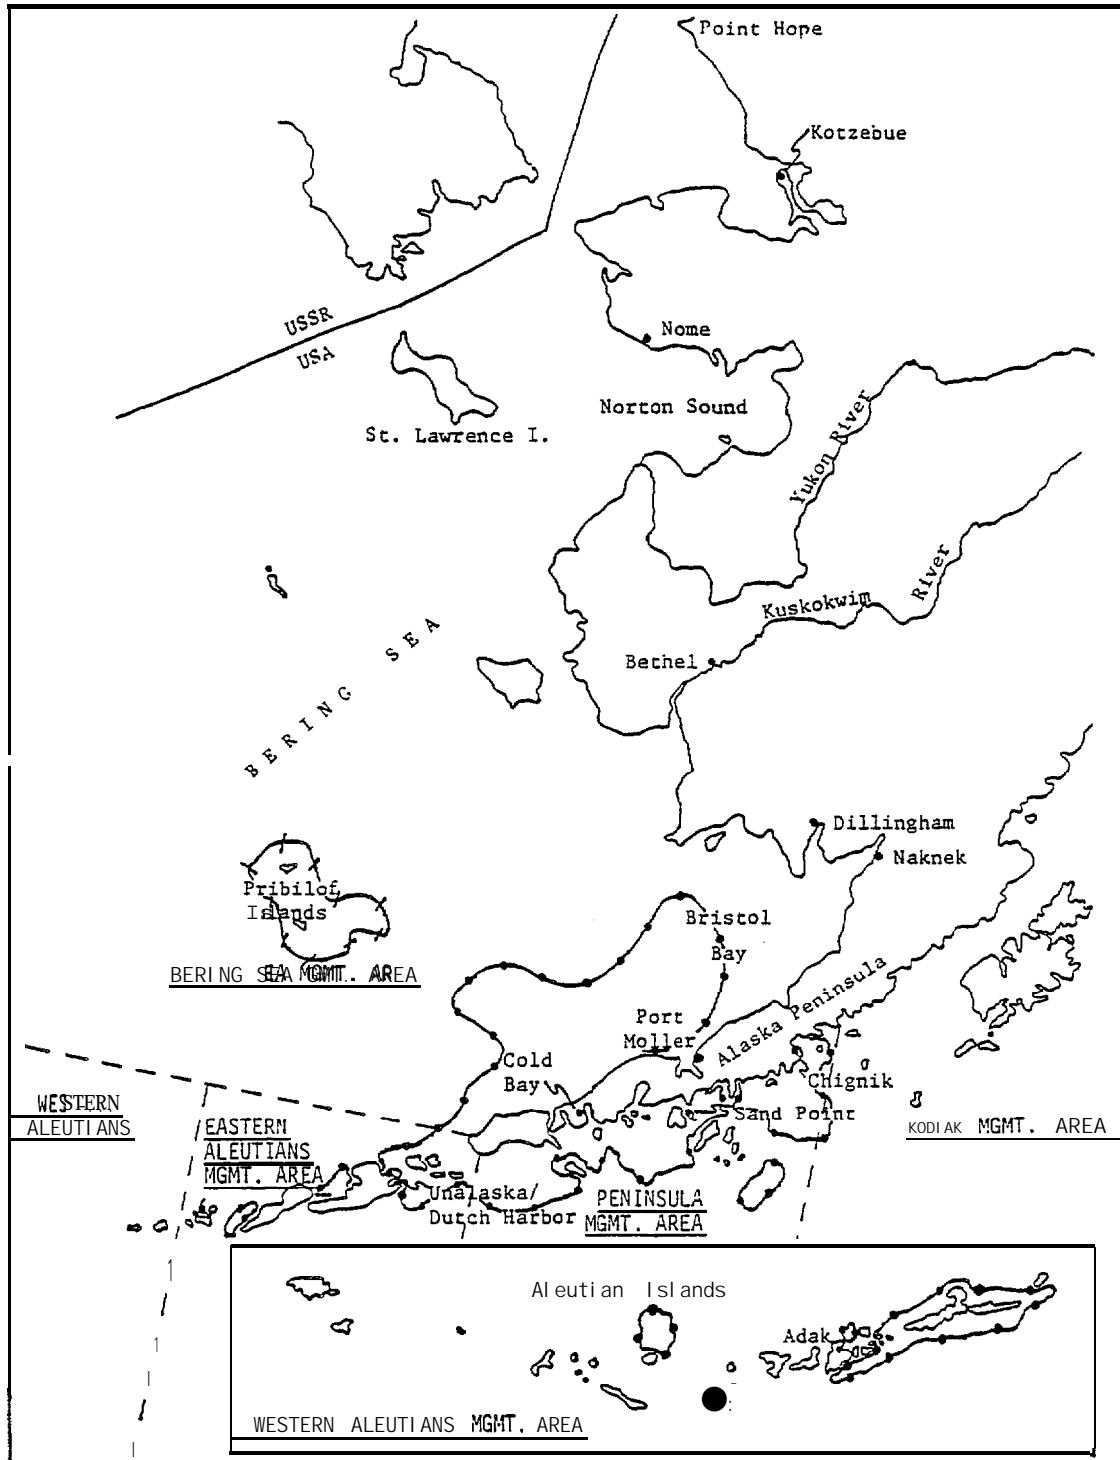 Point Hope
Kotzebue
USSR
USA
Nome
St. Lawrence I.
Norton Sound
Yukon River
Kuskokwim River
Bethel
BERING SEA
Dillingham
Naknek
Pribilof
Islands
Bristol
Bay
BERING SEA MGMT. AREA
Port
Moller
Alaska Peninsula
Cold
Bay
Chignik
Sand Point
WESTERN
ALEUTIANS
EASTERN
ALEUTIANS
MGMT. AREA
KODIAK MGMT. AREA
Unalaska/
Dutch Harbor
PENINSULA
MGMT. AREA
Aleutian Islands
Adak
WESTERN ALEUTIANS MGMT. AREA